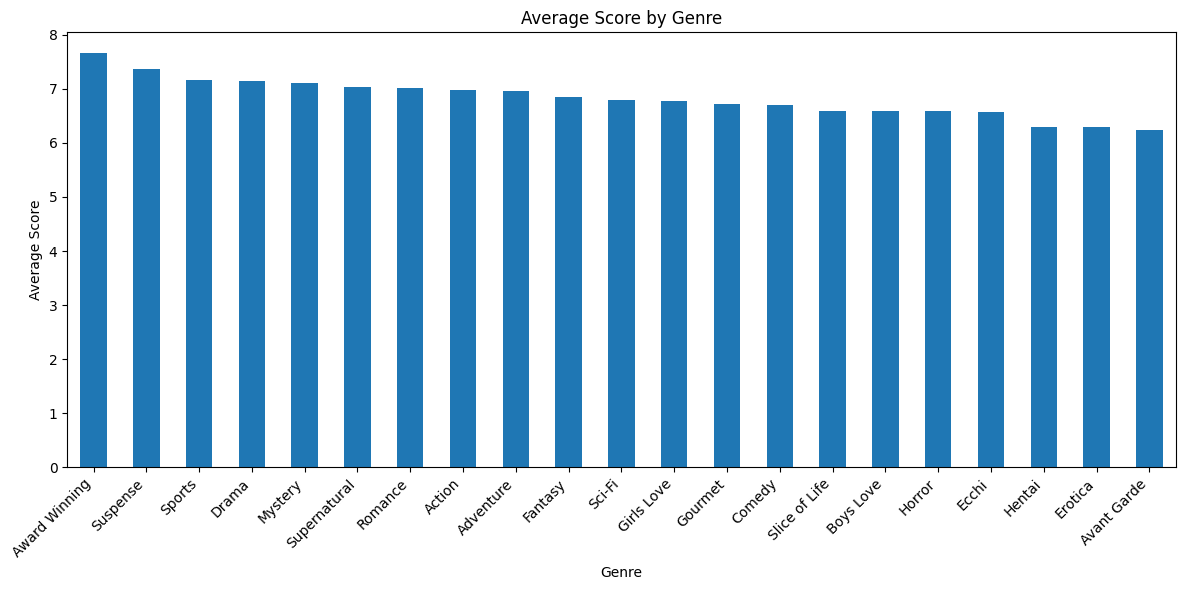 Average Score by Genre
8
7
6
5
4
3
2
1
0
Average Score
Award Winning
Suspense
Sports
Drama
Mystery
Supernatural
Romance
Action
Adventure
Fantasy
Sci-Fi
Girls Love
Gourmet
Comedy
Slice of Life
Boys Love
Horror
Ecchi
Hentai
Erotica
Avant Garde
Genre